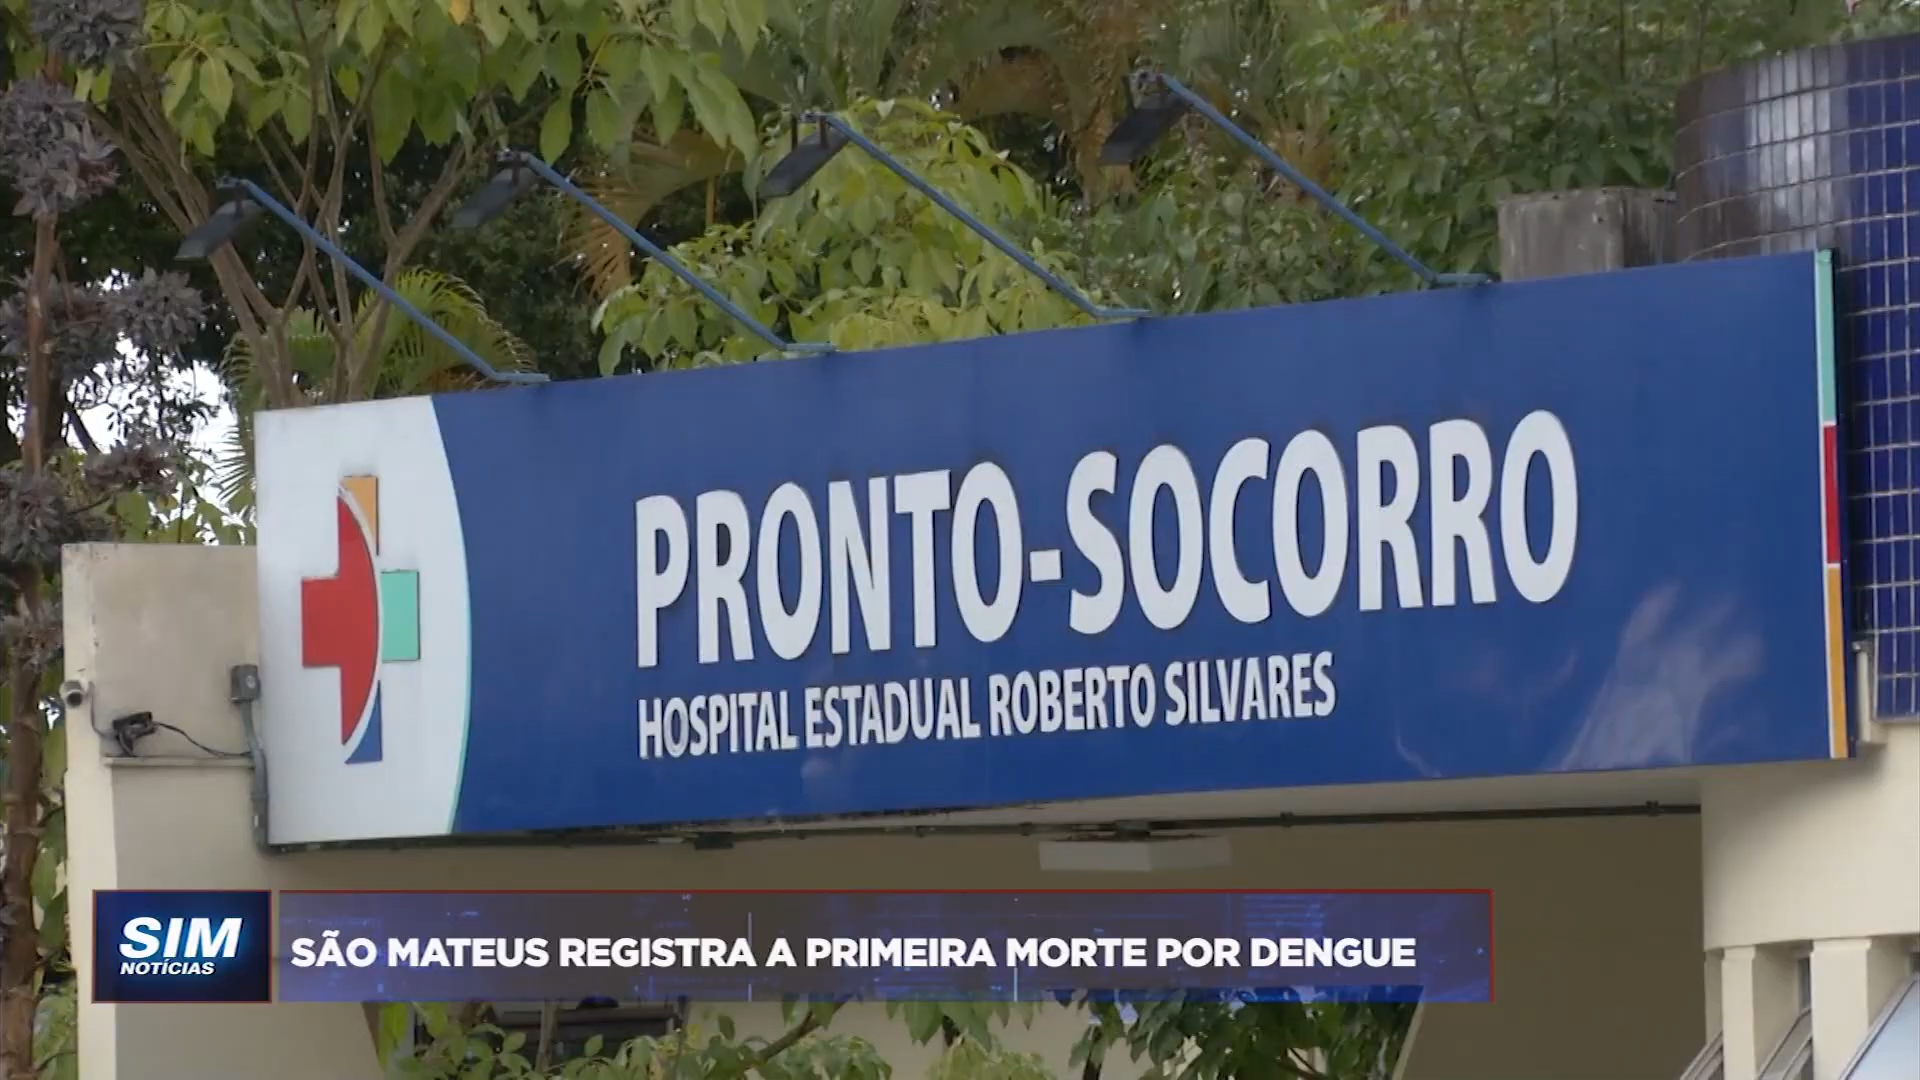 PRONTO-SOCORRO
HOSPITAL ESTADUAL ROBERTO SILVARES
SIM
NOTÍCIAS
SÃO MATEUS REGISTRA A PRIMEIRA MORTE POR DENGUE